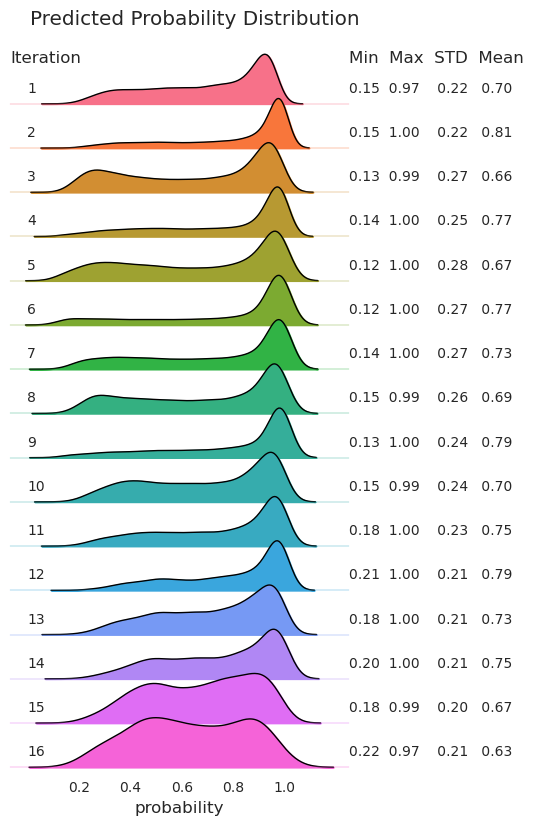 Predicted Probability Distribution
Iteration Min Max STD Mean
1 0.15 0.97 0.22 0.70
2 0.15 1.00 0.22 0.81
3 0.13 0.99 0.27 0.66
4 0.14 1.00 0.25 0.77
5 0.12 1.00 0.28 0.67
6 0.12 1.00 0.27 0.77
7 0.14 1.00 0.27 0.73
8 0.15 0.99 0.26 0.69
9 0.13 1.00 0.24 0.79
10 0.15 0.99 0.24 0.70
11 0.18 1.00 0.23 0.75
12 0.21 1.00 0.21 0.79
13 0.18 1.00 0.21 0.73
14 0.20 1.00 0.21 0.75
15 0.18 0.99 0.20 0.67
16 0.22 0.97 0.21 0.63
0.2 0.4 0.6 0.8 1.0
probability